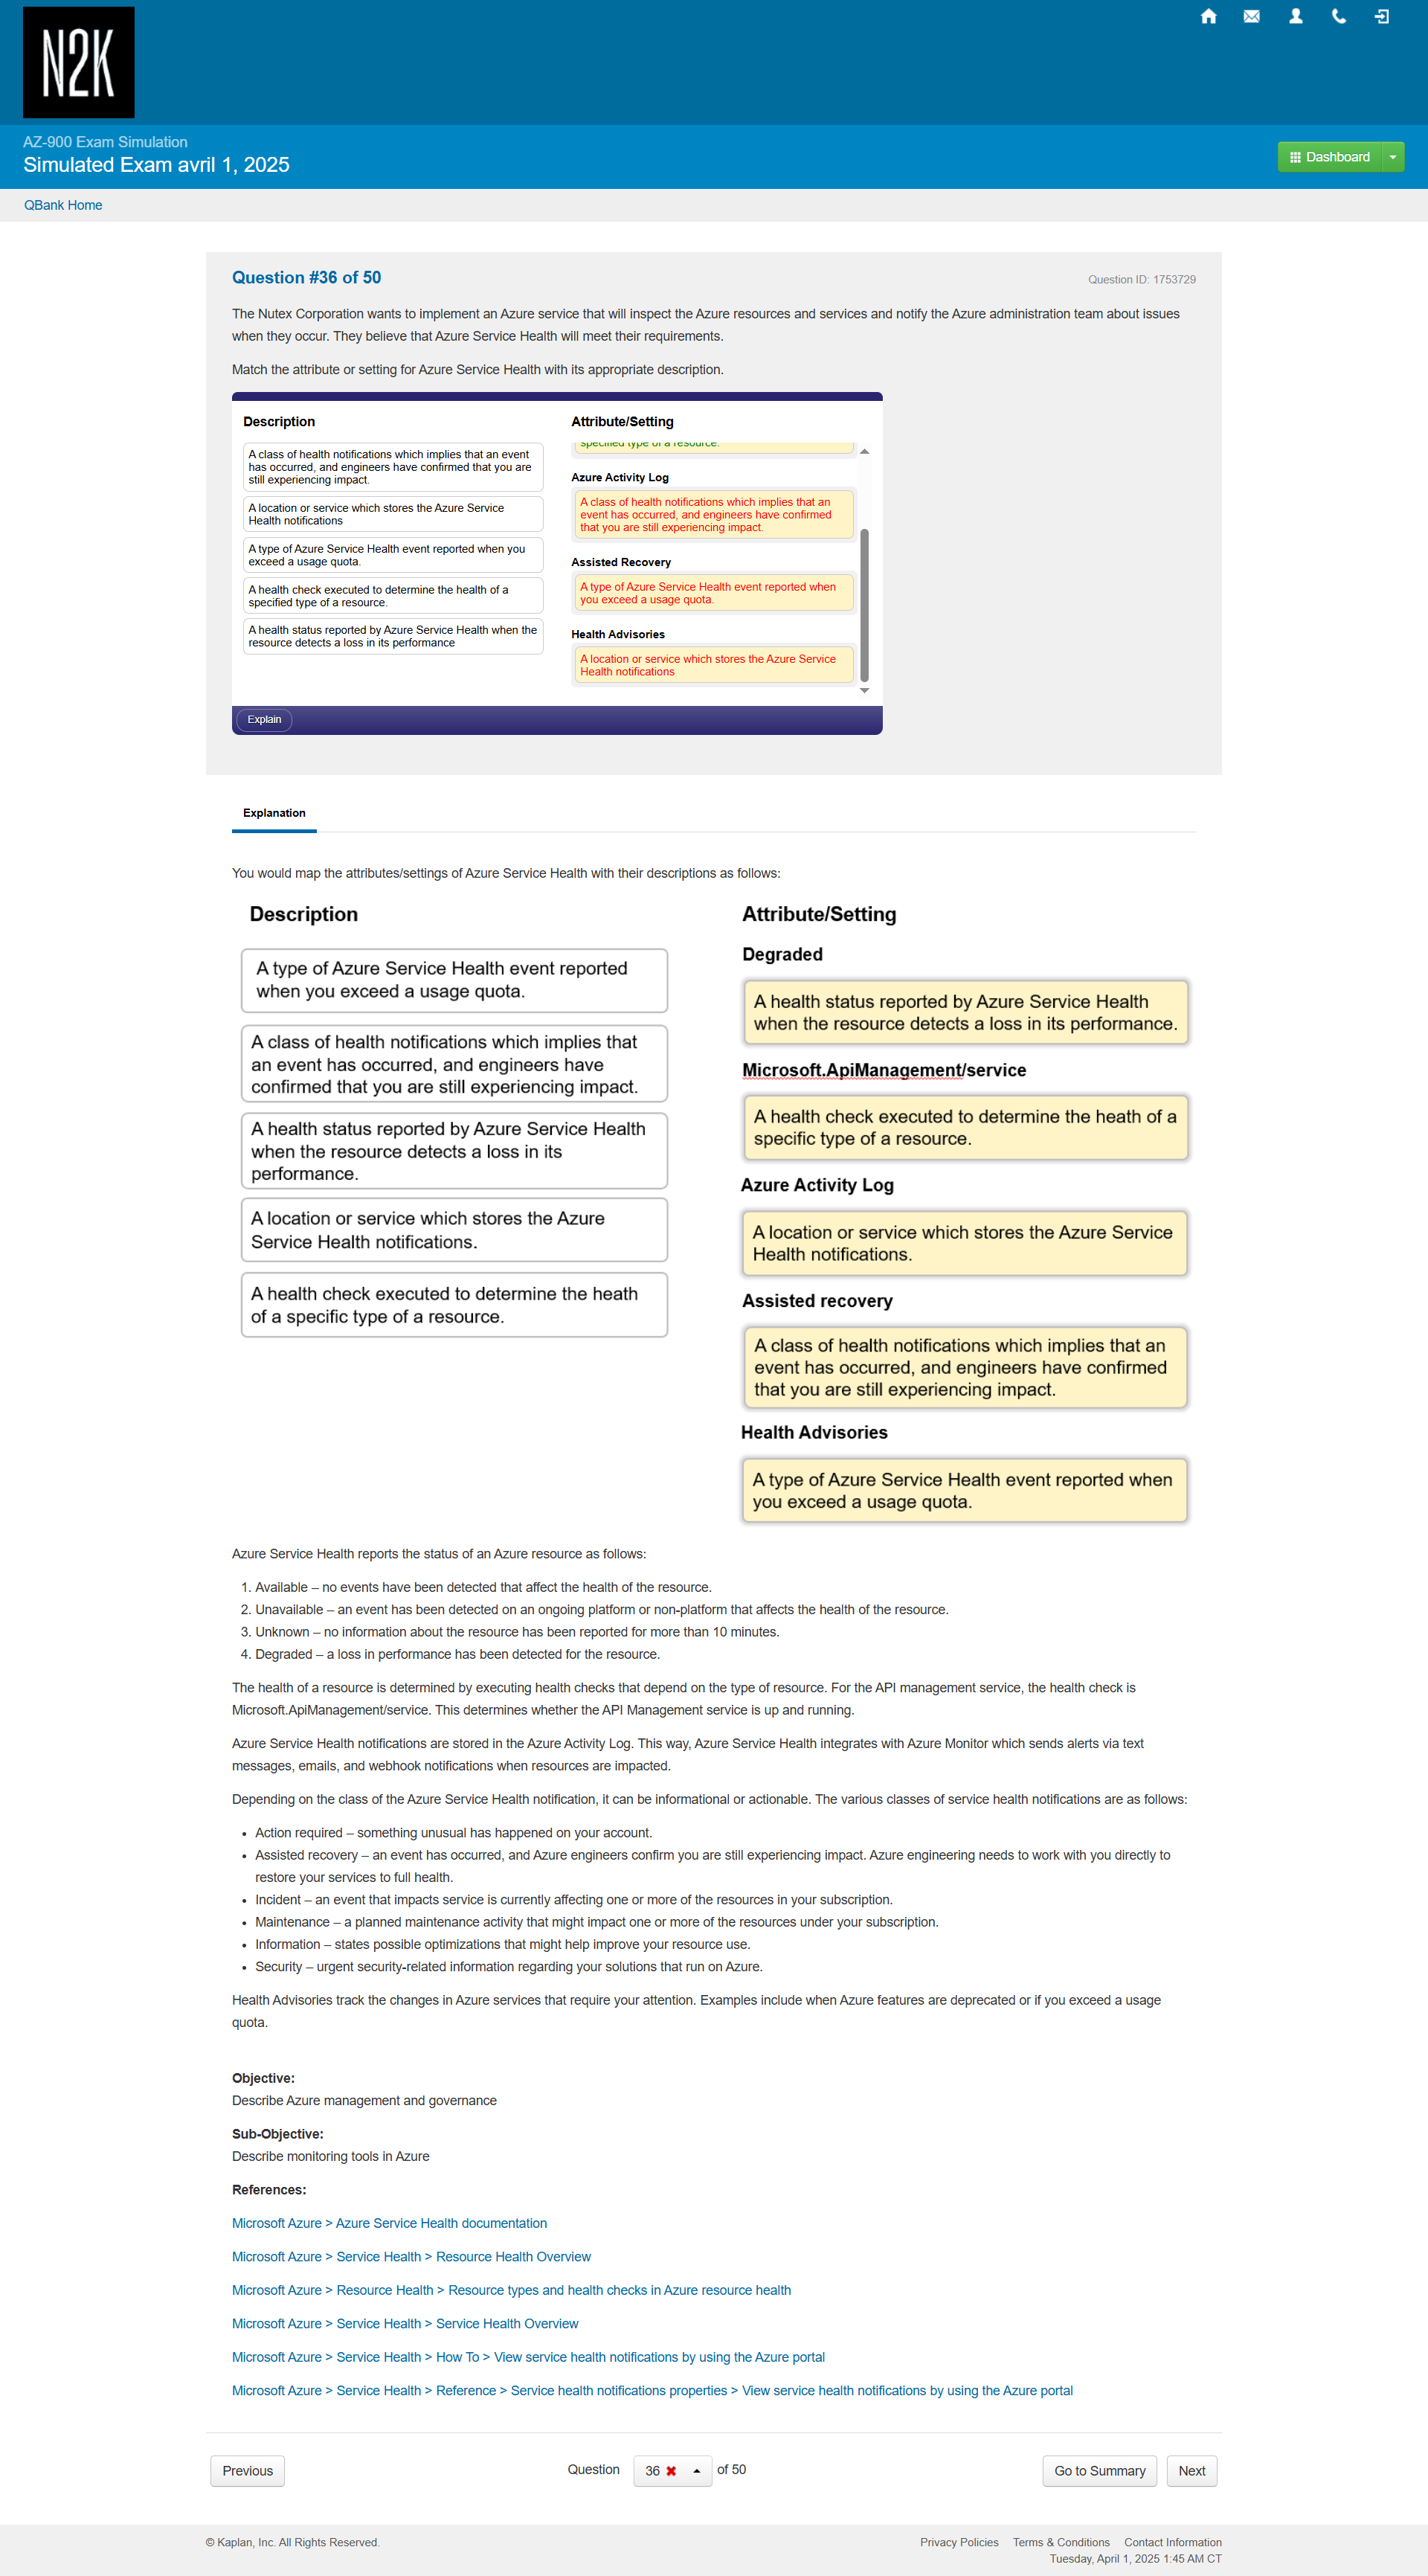 N2K
AZ-900 Exam Simulation
Simulated Exam avril 1, 2025
Dashboard
QBank Home
Question #36 of 50
Question ID: 1753729
The Nutex Corporation wants to implement an Azure service that will inspect the Azure resources and services and notify the Azure administration team about issues
when they occur. They believe that Azure Service Health will meet their requirements.
Match the attribute or setting for Azure Service Health with its appropriate description.
Description
A class of health notifications which implies that an event
has occurred, and engineers have confirmed that you are
still experiencing impact.
A location or service which stores the Azure Service
Health notifications
A type of Azure Service Health event reported when you
exceed a usage quota.
A health check executed to determine the health of a
specified type of a resource.
A health status reported by Azure Service Health when the
resource detects a loss in its performance
Attribute/Setting
specified type of a resource.
Azure Activity Log
A class of health notifications which implies that an
event has occurred, and engineers have confirmed
that you are still experiencing impact.
Assisted Recovery
A type of Azure Service Health event reported when
you exceed a usage quota.
Health Advisories
A location or service which stores the Azure Service
Health notifications
Explain
Explanation
You would map the attributes/settings of Azure Service Health with their descriptions as follows:
Description
A type of Azure Service Health event reported
when you exceed a usage quota.
A class of health notifications which implies that
an event has occurred, and engineers have
confirmed that you are still experiencing impact.
A health status reported by Azure Service Health
when the resource detects a loss in its
performance.
A location or service which stores the Azure
Service Health notifications.
A health check executed to determine the heath
of a specific type of a resource.
Attribute/Setting
Degraded
A health status reported by Azure Service Health
when the resource detects a loss in its performance.
Microsoft.ApiManagement/service
A health check executed to determine the heath of a
specific type of a resource.
Azure Activity Log
A location or service which stores the Azure Service
Health notifications.
Assisted recovery
A class of health notifications which implies that an
event has occurred, and engineers have confirmed
that you are still experiencing impact.
Health Advisories
A type of Azure Service Health event reported when
you exceed a usage quota.
Azure Service Health reports the status of an Azure resource as follows:
1. Available – no events have been detected that affect the health of the resource.
2. Unavailable – an event has been detected on an ongoing platform or non-platform that affects the health of the resource.
3. Unknown – no information about the resource has been reported for more than 10 minutes.
4. Degraded – a loss in performance has been detected for the resource.
The health of a resource is determined by executing health checks that depend on the type of resource. For the API management service, the health check is
Microsoft.ApiManagement/service. This determines whether the API Management service is up and running.
Azure Service Health notifications are stored in the Azure Activity Log. This way, Azure Service Health integrates with Azure Monitor which sends alerts via text
messages, emails, and webhook notifications when resources are impacted.
Depending on the class of the Azure Service Health notification, it can be informational or actionable. The various classes of service health notifications are as follows:
• Action required – something unusual has happened on your account.
• Assisted recovery – an event has occurred, and Azure engineers confirm you are still experiencing impact. Azure engineering needs to work with you directly to
restore your services to full health.
• Incident – an event that impacts service is currently affecting one or more of the resources in your subscription.
• Maintenance – a planned maintenance activity that might impact one or more of the resources under your subscription.
• Information – states possible optimizations that might help improve your resource use.
• Security – urgent security-related information regarding your solutions that run on Azure.
Health Advisories track the changes in Azure services that require your attention. Examples include when Azure features are deprecated or if you exceed a usage
quota.
Objective:
Describe Azure management and governance
Sub-Objective:
Describe monitoring tools in Azure
References:
Microsoft Azure > Azure Service Health documentation
Microsoft Azure > Service Health > Resource Health Overview
Microsoft Azure > Resource Health > Resource types and health checks in Azure resource health
Microsoft Azure > Service Health > Service Health Overview
Microsoft Azure > Service Health > How To > View service health notifications by using the Azure portal
Microsoft Azure > Service Health > Reference > Service health notifications properties > View service health notifications by using the Azure portal
Previous
Question 36 of 50
Go to Summary
Next
© Kaplan, Inc. All Rights Reserved.
Privacy Policies Terms & Conditions Contact Information
Tuesday, April 1, 2025 1:45 AM CT